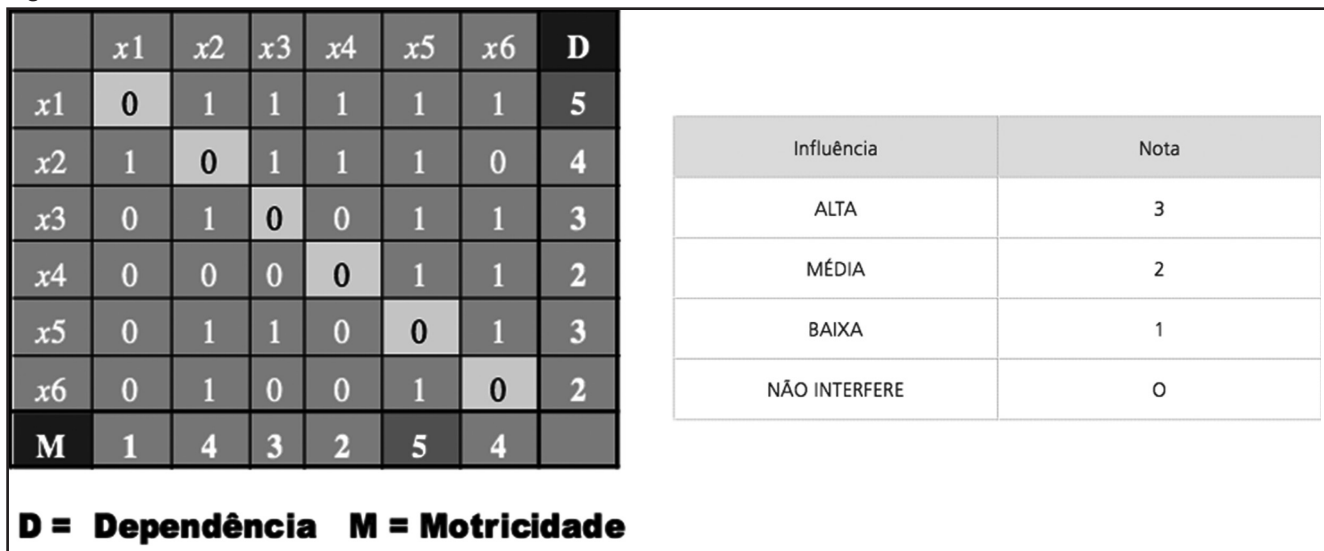 x1 x2 x3 x4 x5 x6 D
x1 0 1 1 1 1 1 5
x2 1 0 1 1 1 0 4
x3 0 1 0 0 1 1 3
x4 0 0 0 0 1 1 2
x5 0 1 1 0 0 1 3
x6 0 1 0 0 1 0 2
M 1 4 3 2 5 4
D = Dependência M = Motricidade
Influência Nota
ALTA 3
MÉDIA 2
BAIXA 1
NÃO INTERFERE O